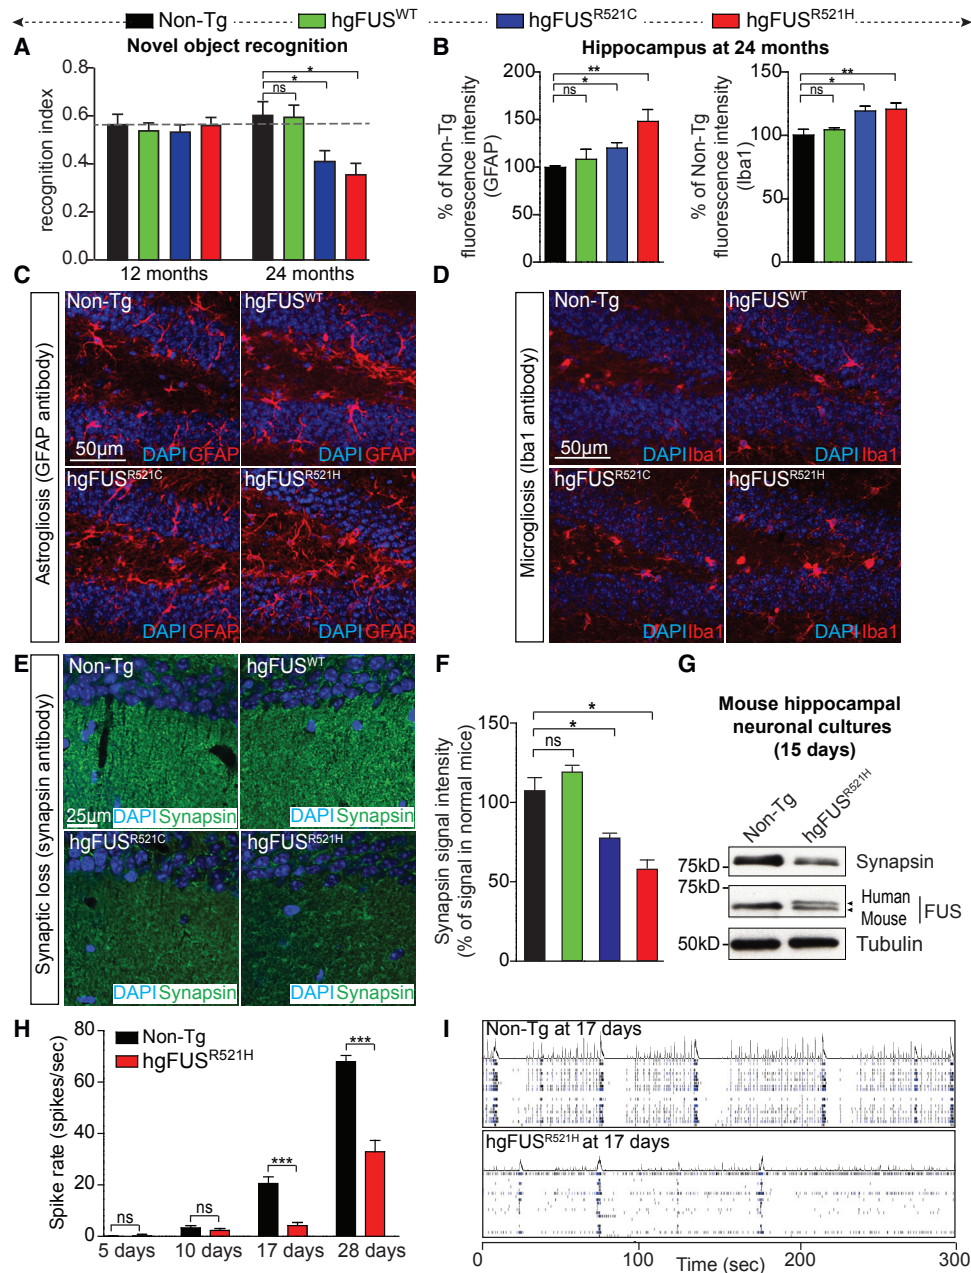 Non-Tg hgFUSWT hgFUSR521C hgFUSR521H
A Novel object recognition
recognition index
0.8
0.6
0.4
0.2
0.0
ns
*
*
12 months 24 months
B Hippocampus at 24 months
% of Non-Tg
fluorescence intensity
(GFAP)
200
150
100
50
0
ns
*
**
% of Non-Tg
fluorescence intensity
(Iba1)
150
100
50
0
ns
*
**
C
Astrogliosis (GFAP antibody)
Non-Tg
50µm
DAPI GFAP
hgFUSWT
DAPI GFAP
hgFUSR521C
DAPI GFAP
hgFUSR521H
DAPI GFAP
D
Microgliosis (Iba1 antibody)
Non-Tg
50µm
DAPI Iba1
hgFUSWT
DAPI Iba1
hgFUSR521C
DAPI Iba1
hgFUSR521H
DAPI Iba1
E
Synaptic loss (synapsin antibody)
Non-Tg
25µm
DAPI Synapsin
hgFUSWT
DAPI Synapsin
hgFUSR521C
DAPI Synapsin
hgFUSR521H
DAPI Synapsin
F
Synapsin signal intensity
(% of signal in normal mice)
150
100
50
0
ns
*
*
G
Mouse hippocampal
neuronal cultures
(15 days)
Non-Tg hgFUSR521H
75kD Synapsin
75kD
Human
Mouse
FUS
50kD Tubulin
H
Spike rate (spikes/sec)
80
60
40
20
0
Non-Tg
hgFUSR521H
ns
ns
***
***
5 days 10 days 17 days 28 days
I
Non-Tg at 17 days
hgFUSR521H at 17 days
0 100 200 300
Time (sec)